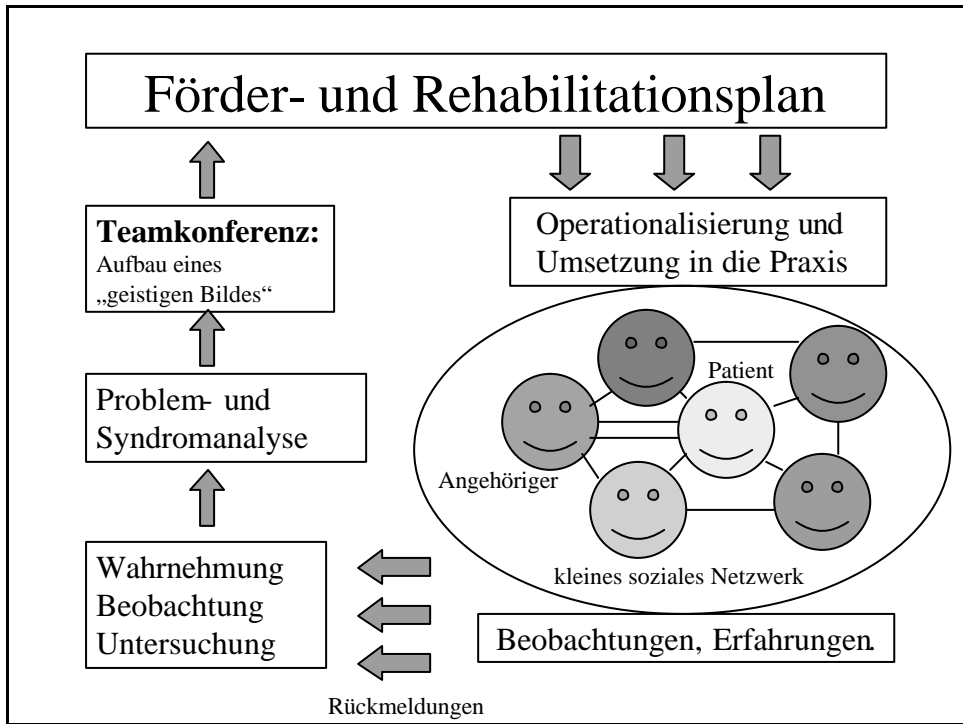 Förder- und Rehabilitationsplan
Teamkonferenz:
Aufbau eines
„geistigen Bildes“
Problem- und
Syndromanalyse
Wahrnehmung
Beobachtung
Untersuchung
Operationalisierung und
Umsetzung in die Praxis
Patient
Angehöriger
kleines soziales Netzwerk
Beobachtungen, Erfahrungen.
Rückmeldungen